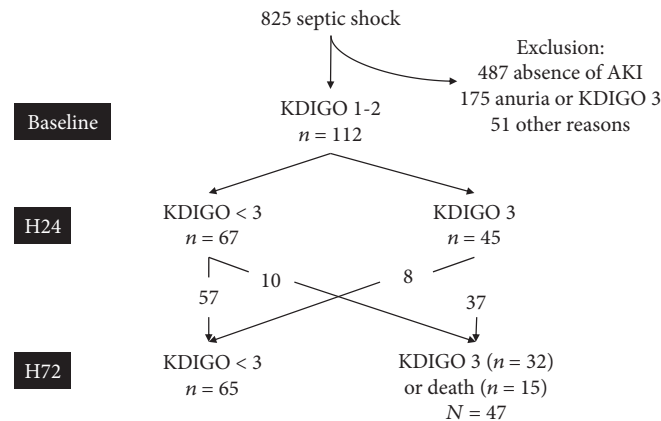 825 septic shock
Exclusion:
487 absence of AKI
175 anuria or KDIGO 3
51 other reasons
Baseline
KDIGO 1-2
n = 112
H24
KDIGO < 3
n = 67
KDIGO 3
n = 45
57
10
8
37
H72
KDIGO < 3
n = 65
KDIGO 3 (n = 32)
or death (n = 15)
N = 47